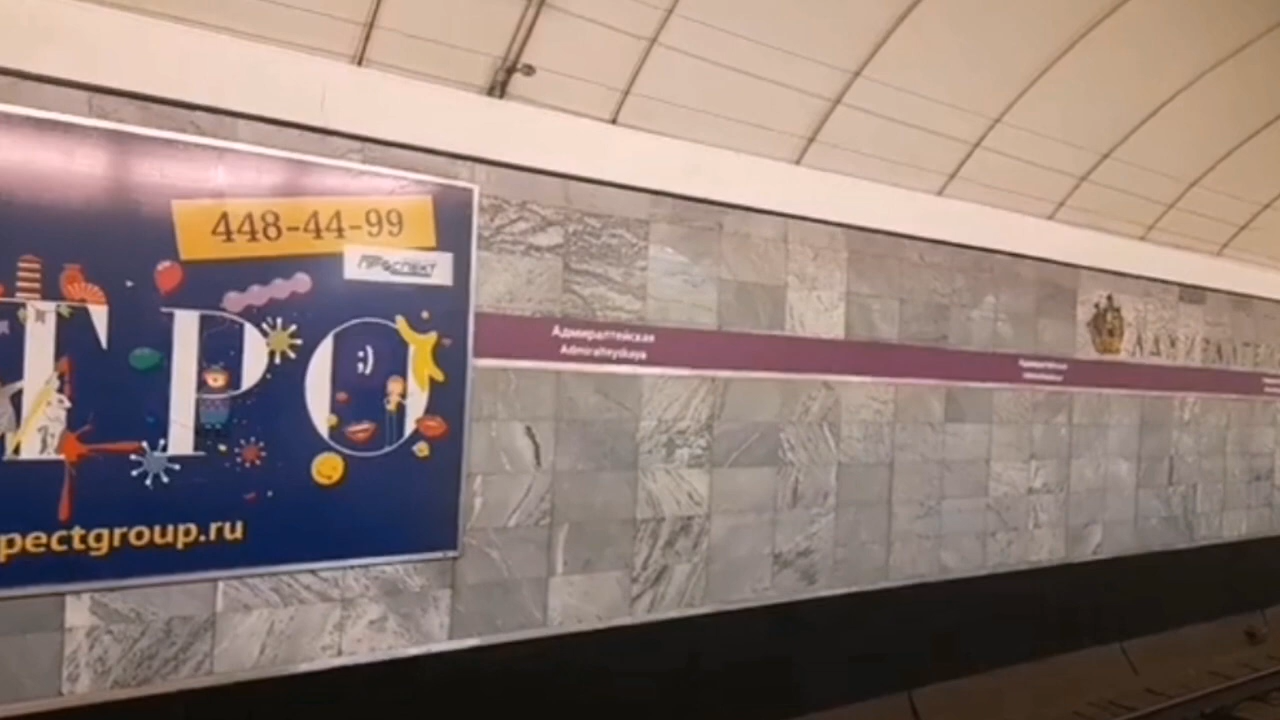 448-44-99
ПРОСПЕКТ
ТРО
;)
pectgroup.ru
Адмиралтейская
Admiralteyskaya